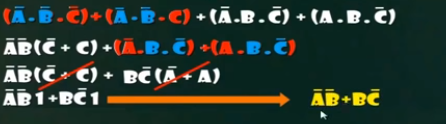 (Ā.B̄.C̄)+(Ā.B̄.C)+(Ā.B.C̄)+(A.B.C̄)
ĀB̄(C̄+C)+(Ā.B.C̄)+(A.B.C̄)
ĀB̄(C̄+C)+ BC̄(Ā+A)
ĀB̄1+BC̄1 ĀB̄+BC̄